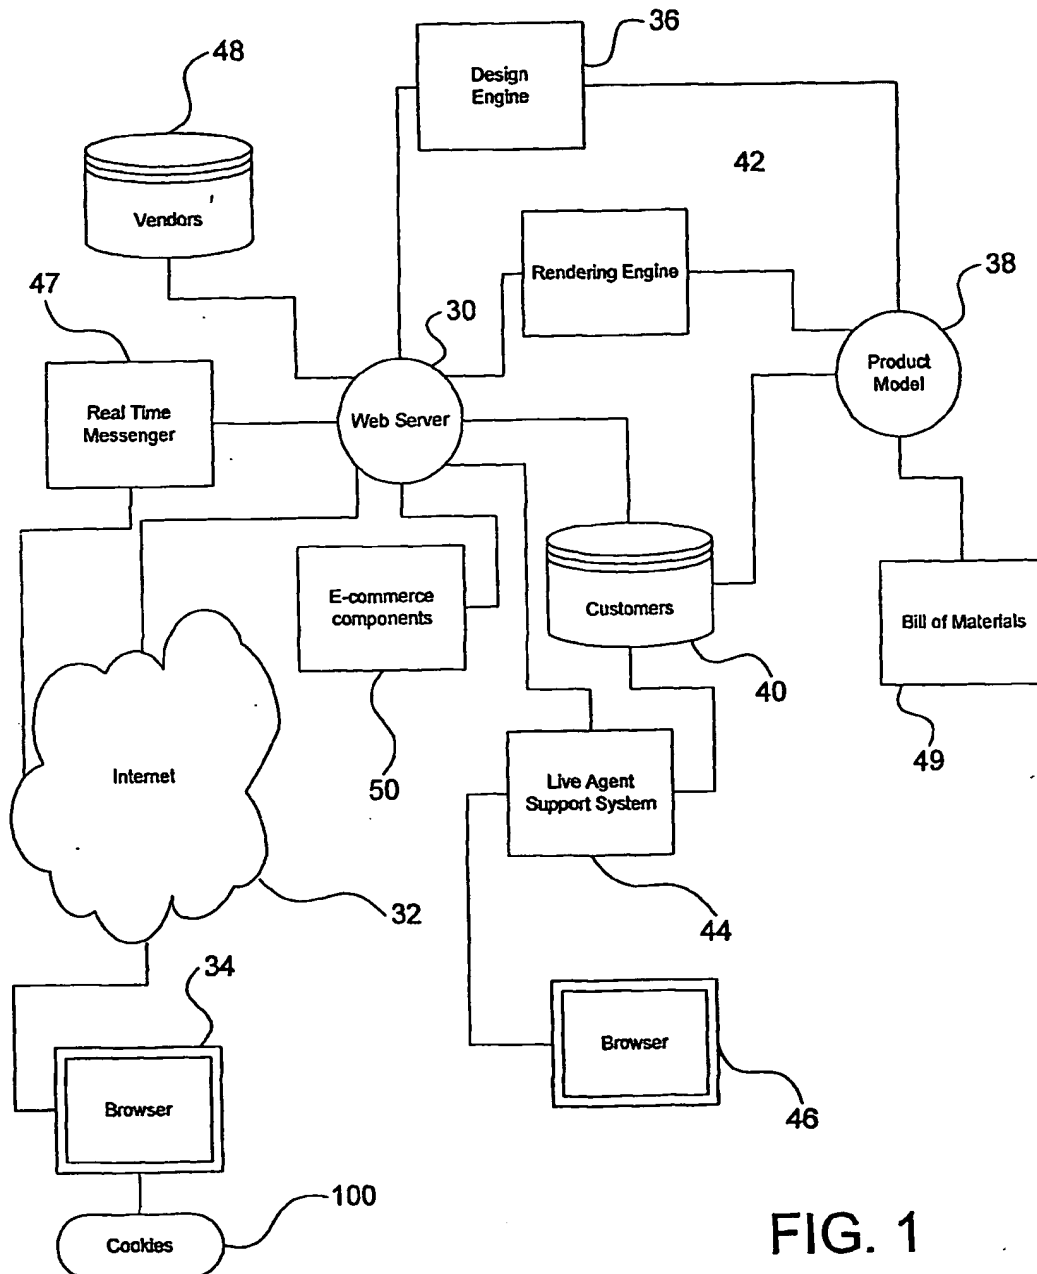 36
48
Design
Engine
42
Vendors
Rendering Engine
38
47
30
Product
Model
Real Time
Messenger
Web Server
E-commerce
components
Customers
Bill of Materials
40
49
Internet
50
Live Agent
Support System
32
44
34
Browser
Browser
46
100
Cookies
FIG. 1